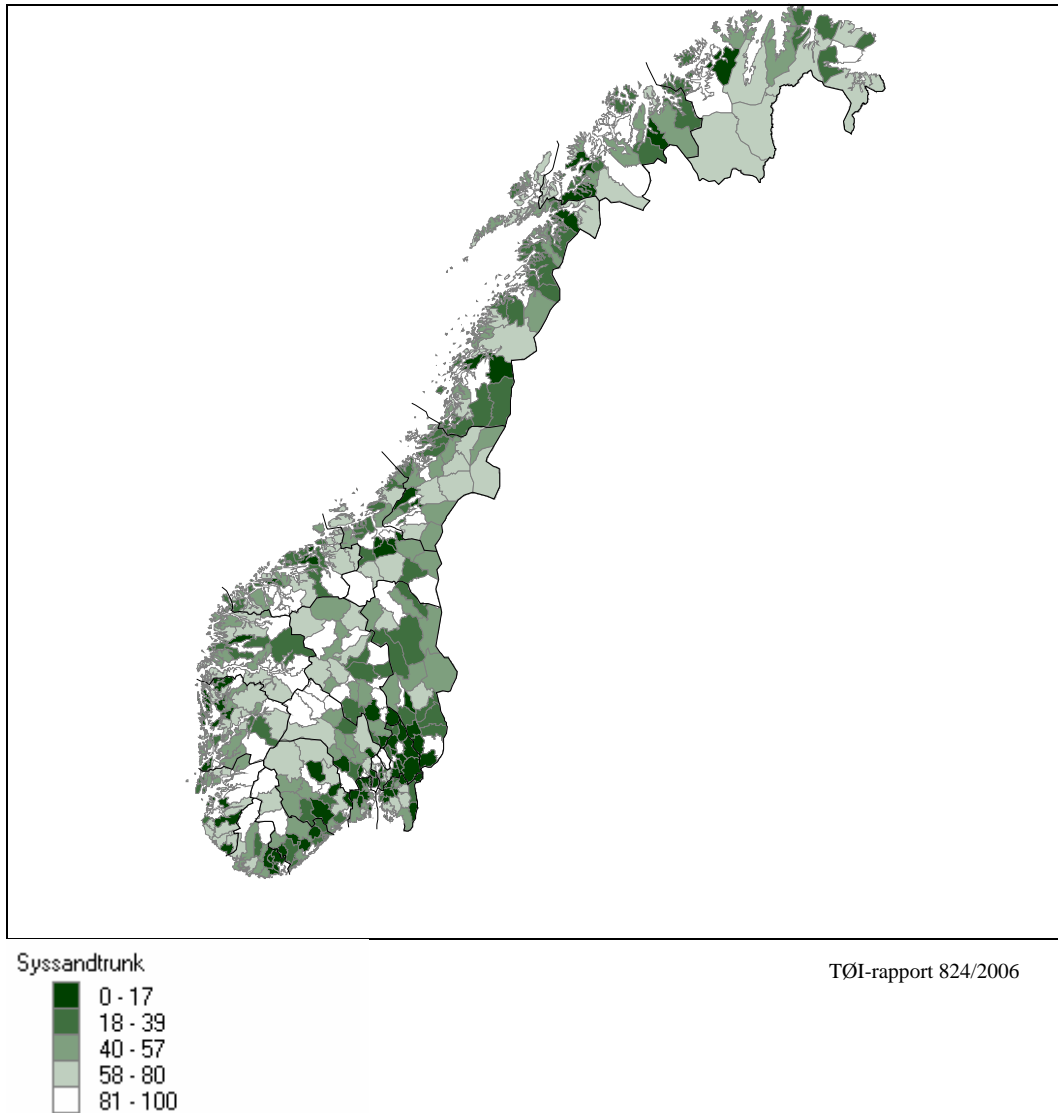 Syssandtrunk
0 - 17
18 - 39
40 - 57
58 - 80
81 - 100
TØI-rapport 824/2006